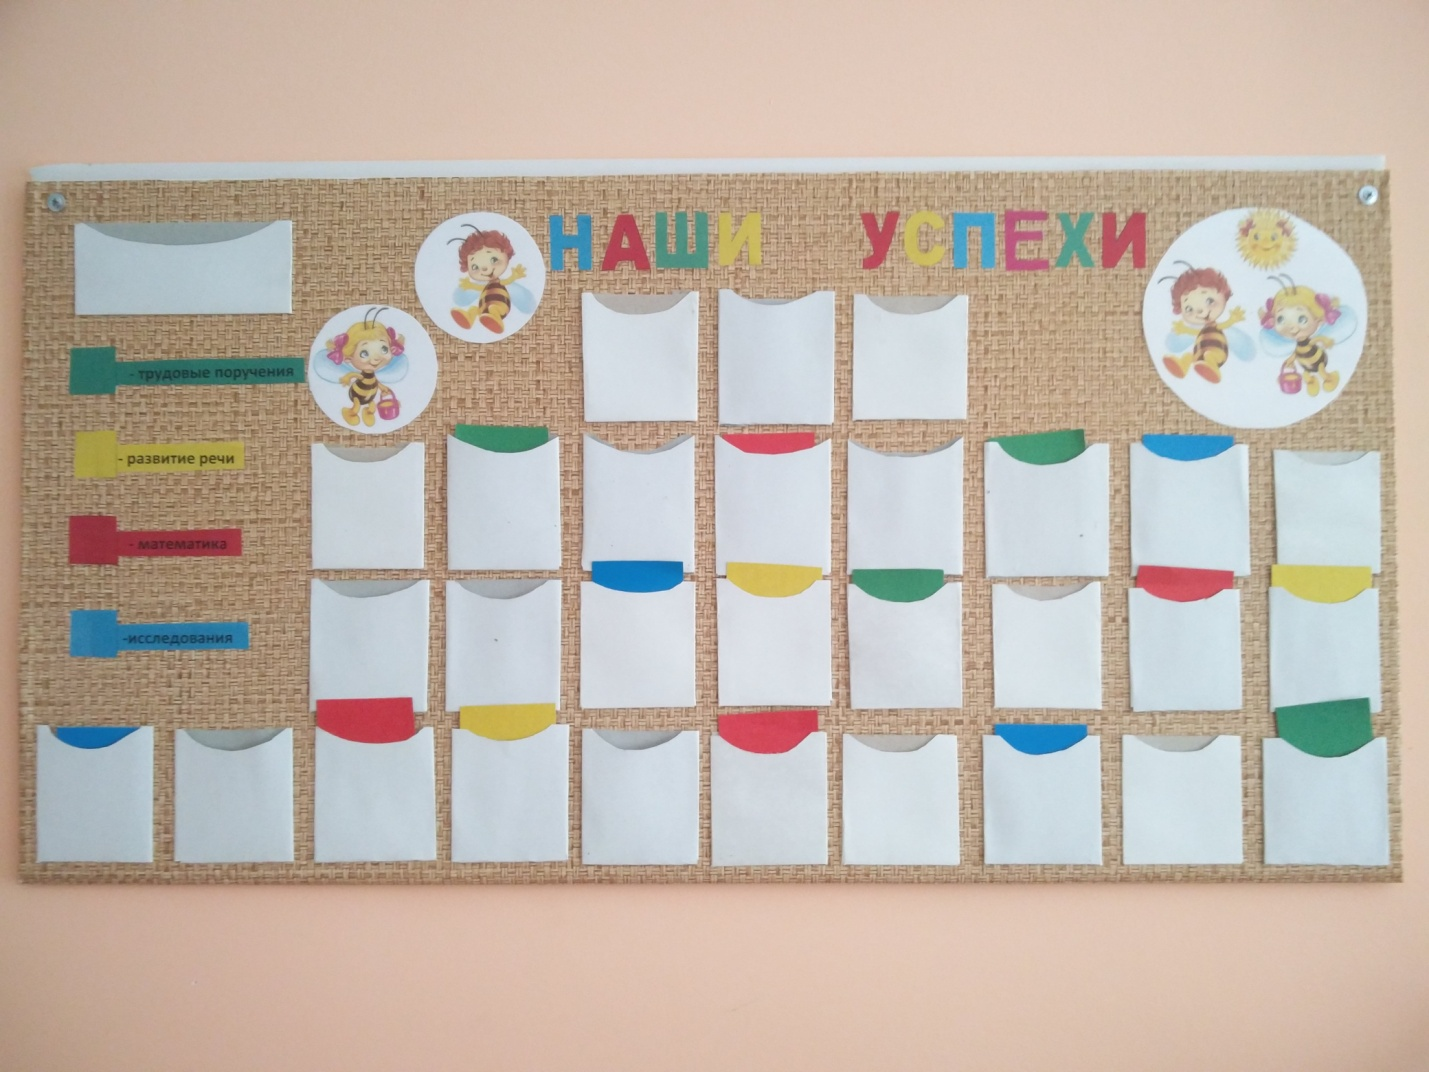 НАШИ УСПЕХИ
- трудовые поручения
- развитие речи
- математика
-исследования